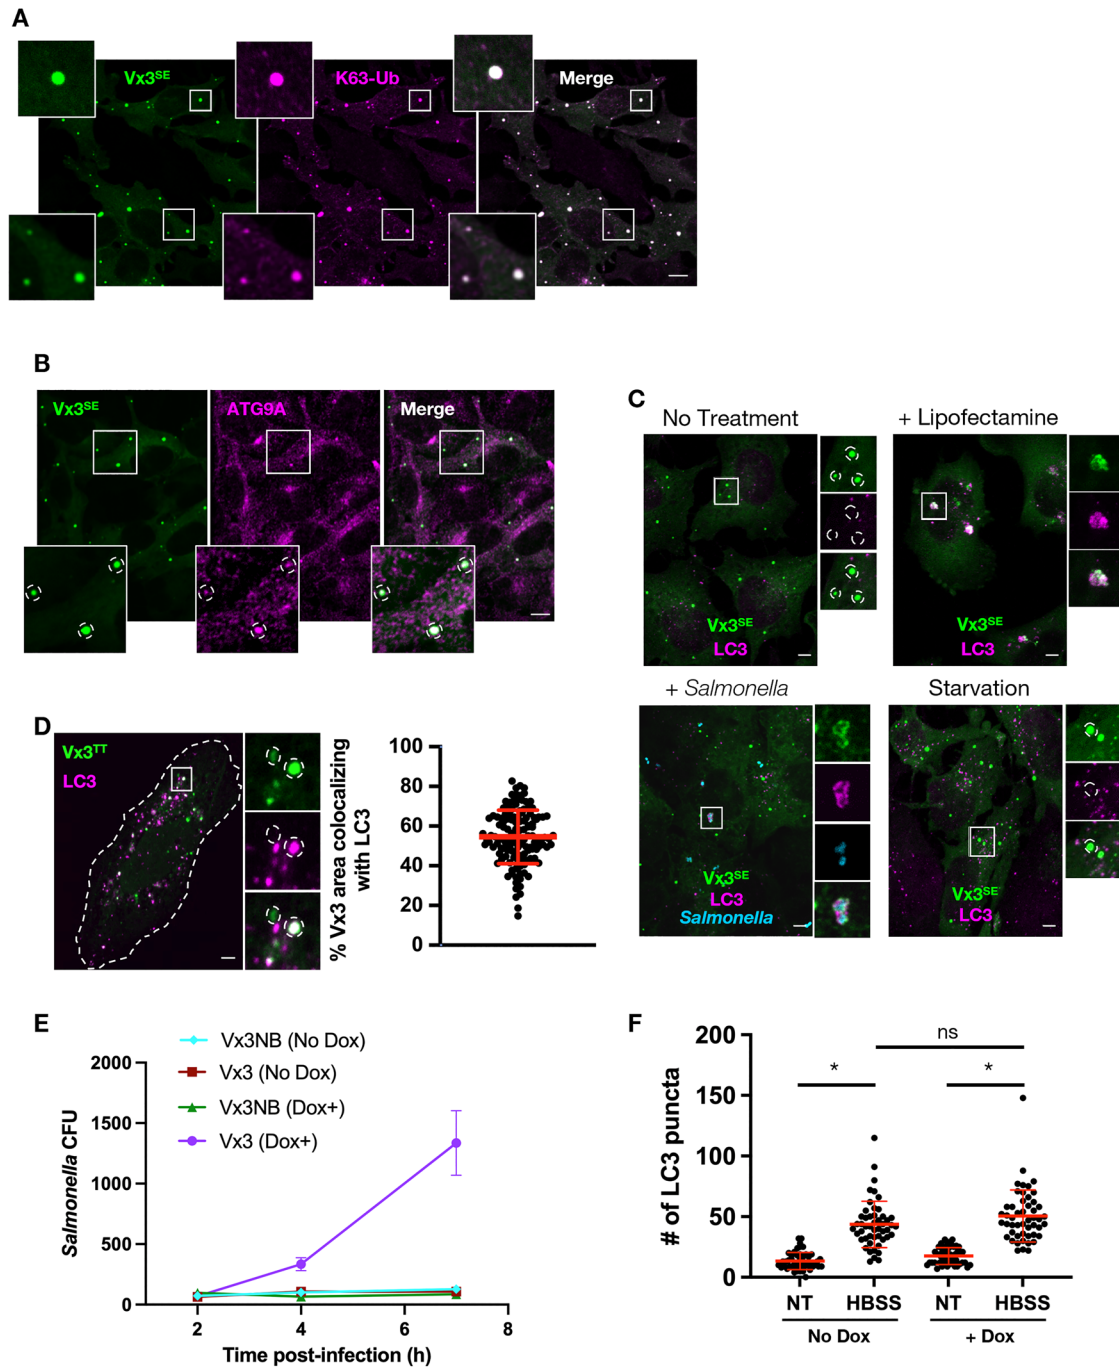 A
Vx3SE
K63-Ub
Merge
B
Vx3SE
ATG9A
Merge
C
No Treatment
+ Lipofectamine
Vx3SE
LC3
Vx3SE
LC3
+ Salmonella
Starvation
Vx3SE
LC3
Salmonella
Vx3SE
LC3
D
Vx3TT
LC3
% Vx3 area colocalizing
with LC3
100
80
60
40
20
0
E
Vx3NB (No Dox)
Vx3 (No Dox)
Vx3NB (Dox+)
Vx3 (Dox+)
Salmonella CFU
2000
1500
1000
500
0
2 4 6 8
Time post-infection (h)
F
# of LC3 puncta
200
150
100
50
0
ns
* *
NT HBSS NT HBSS
No Dox + Dox